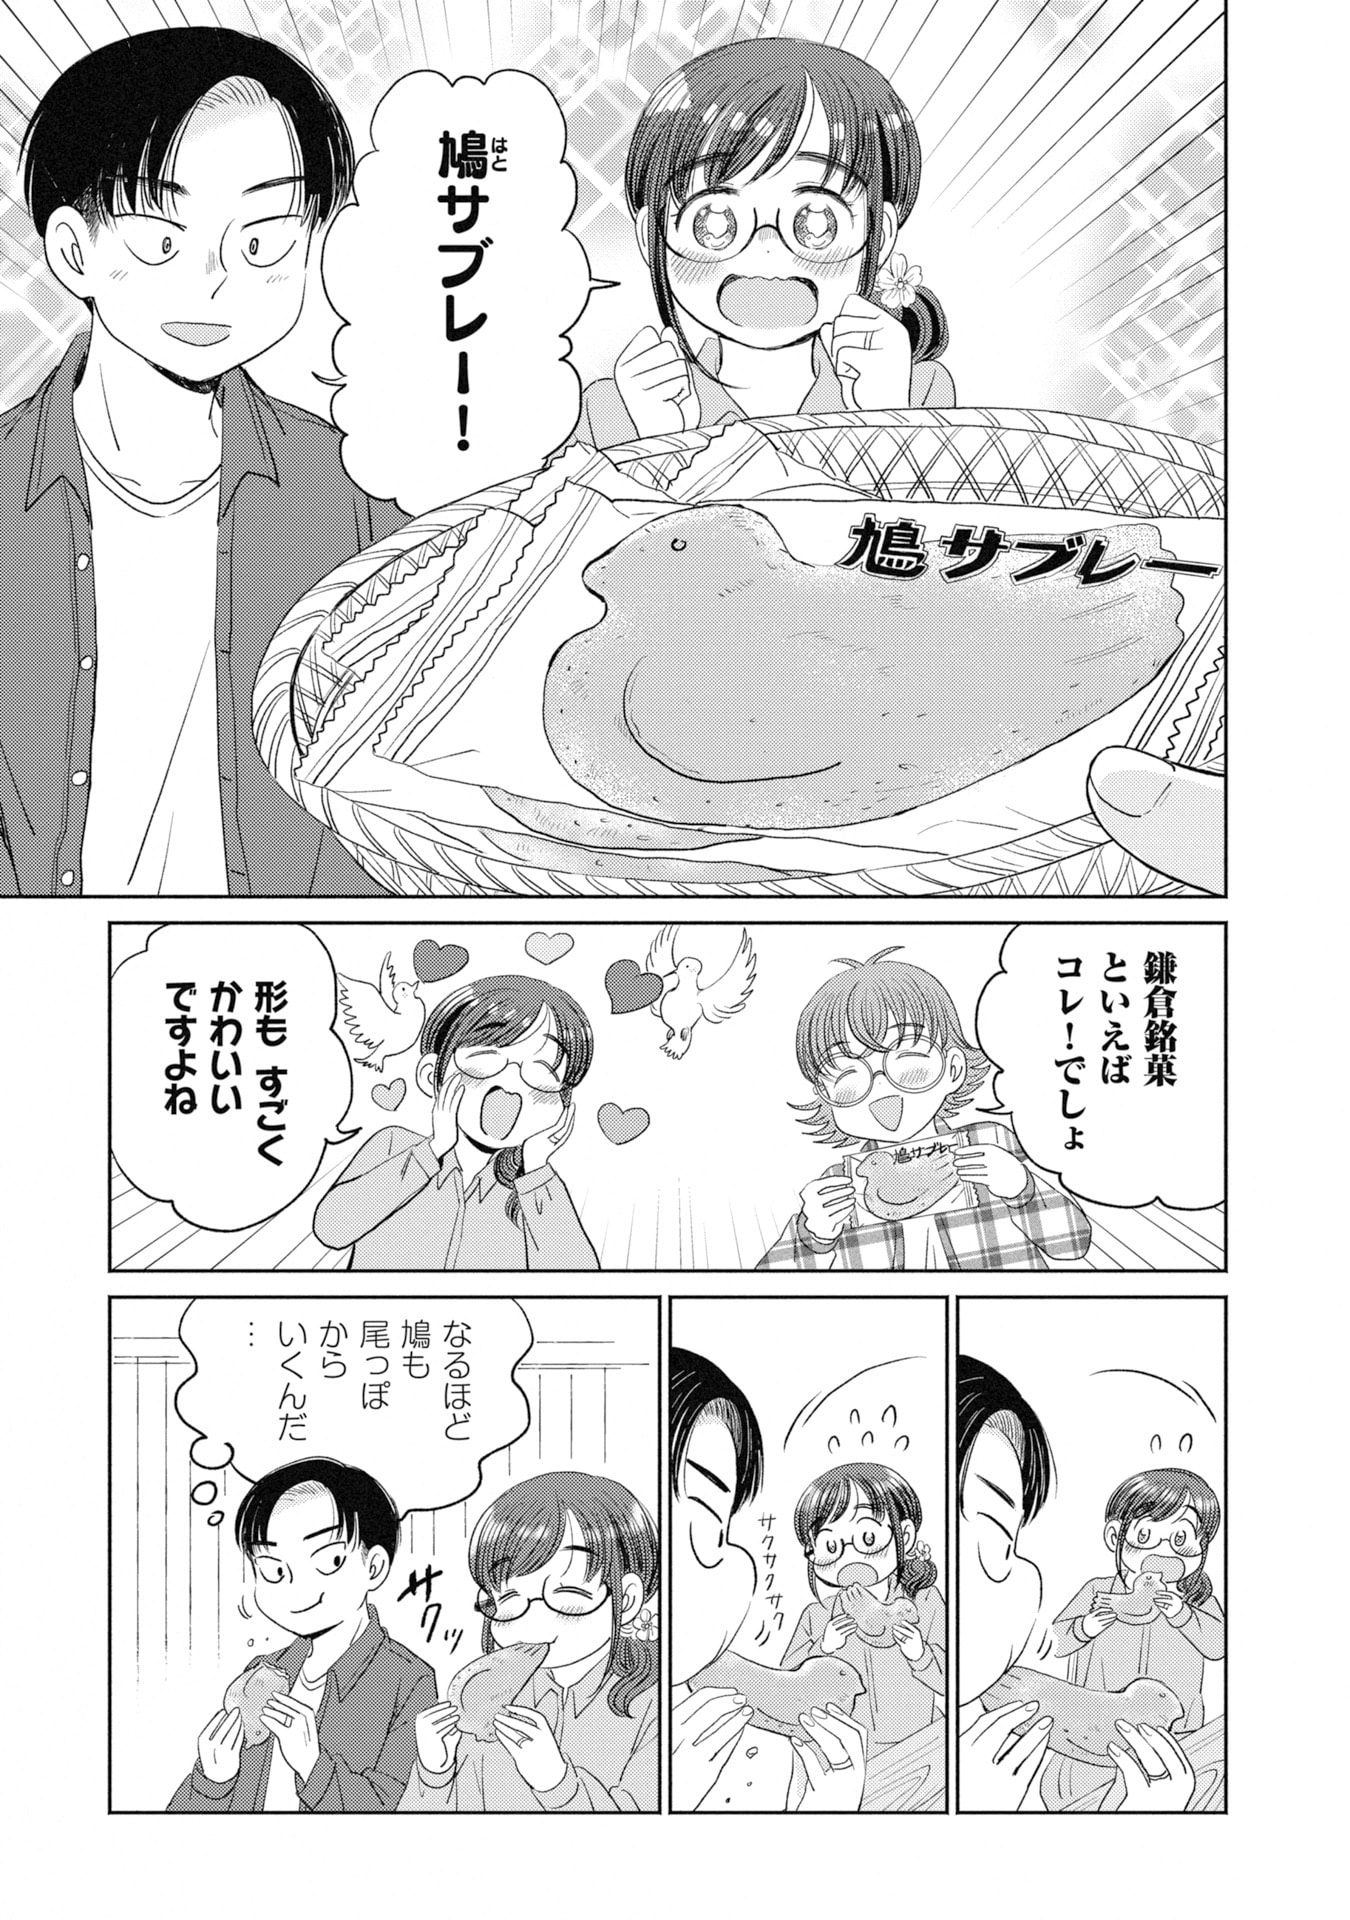 鳩サブレー！
はと
鳩サブレー
鎌倉銘菓
といえば
コレ！でしょ
鳩サブレー
形も すごく
かわいい
ですよね
サクサクサク
なるほど
鳩も
尾っぽ
から
いくんだ
…
サクッ